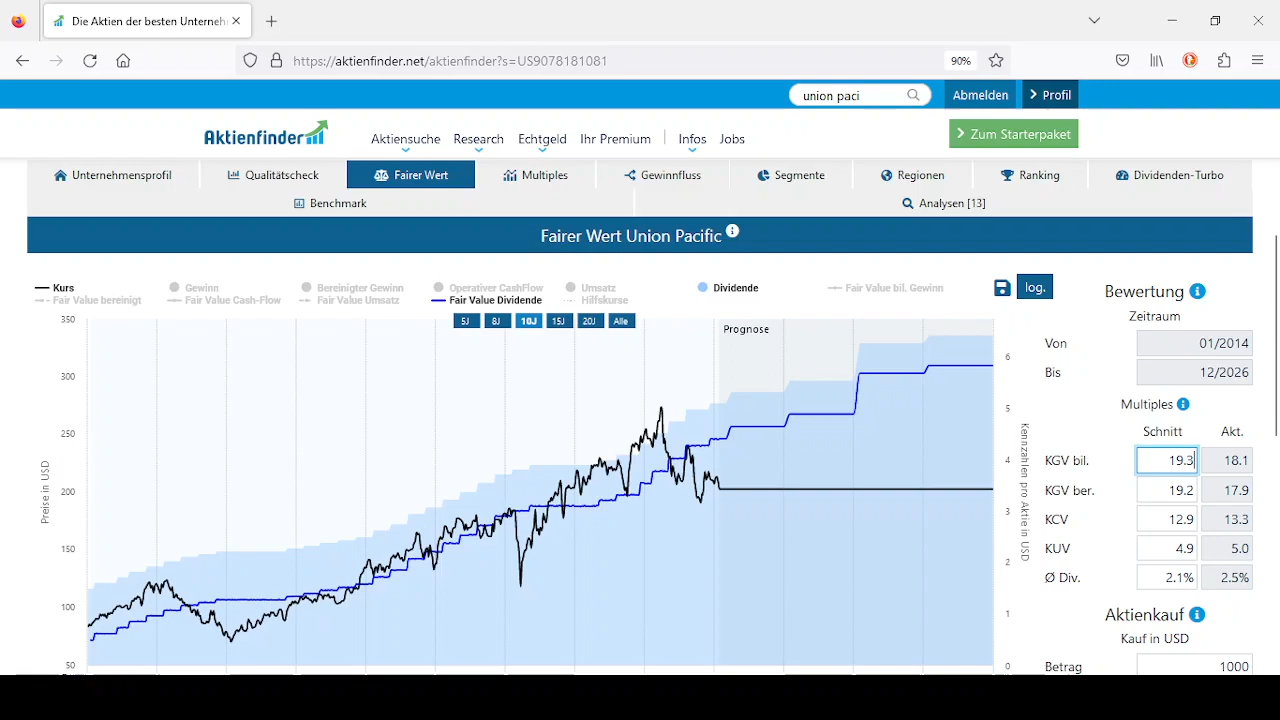 Die Aktien der besten Unterneh
https://aktienfinder.net/aktienfinder?s=US9078181081
90%
union paci
Abmelden
Profil
Aktienfinder
Aktiensuche
Research
Echtgeld
Ihr Premium
Infos
Jobs
Zum Starterpaket
Unternehmensprofil
Qualitätscheck
Fairer Wert
Multiples
Gewinnfluss
Segmente
Regionen
Ranking
Dividenden-Turbo
Benchmark
Analysen [13]
Fairer Wert Union Pacific
Kurs
Gewinn
Bereinigter Gewinn
Operativer CashFlow
Umsatz
Dividende
Fair Value bil. Gewinn
Fair Value bereinigt
Fair Value Cash-Flow
Fair Value Umsatz
Fair Value Dividende
Hilfskurse
log.
5J
8J
10J
15J
20J
Alle
Prognose
350
300
250
200
150
100
50
Preise in USD
6
5
4
3
2
1
0
Kennzahlen pro Aktie in USD
Bewertung
Zeitraum
Von 01/2014
Bis 12/2026
Multiples
Schnitt Akt.
KGV bil. 19.3 18.1
KGV ber. 19.2 17.9
KCV 12.9 13.3
KUV 4.9 5.0
Ø Div. 2.1% 2.5%
Aktienkauf
Kauf in USD
Betrag 1000